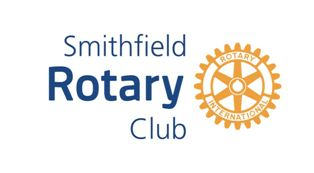 Smithfield
Rotary
Club
ROTARY
INTERNATIONAL